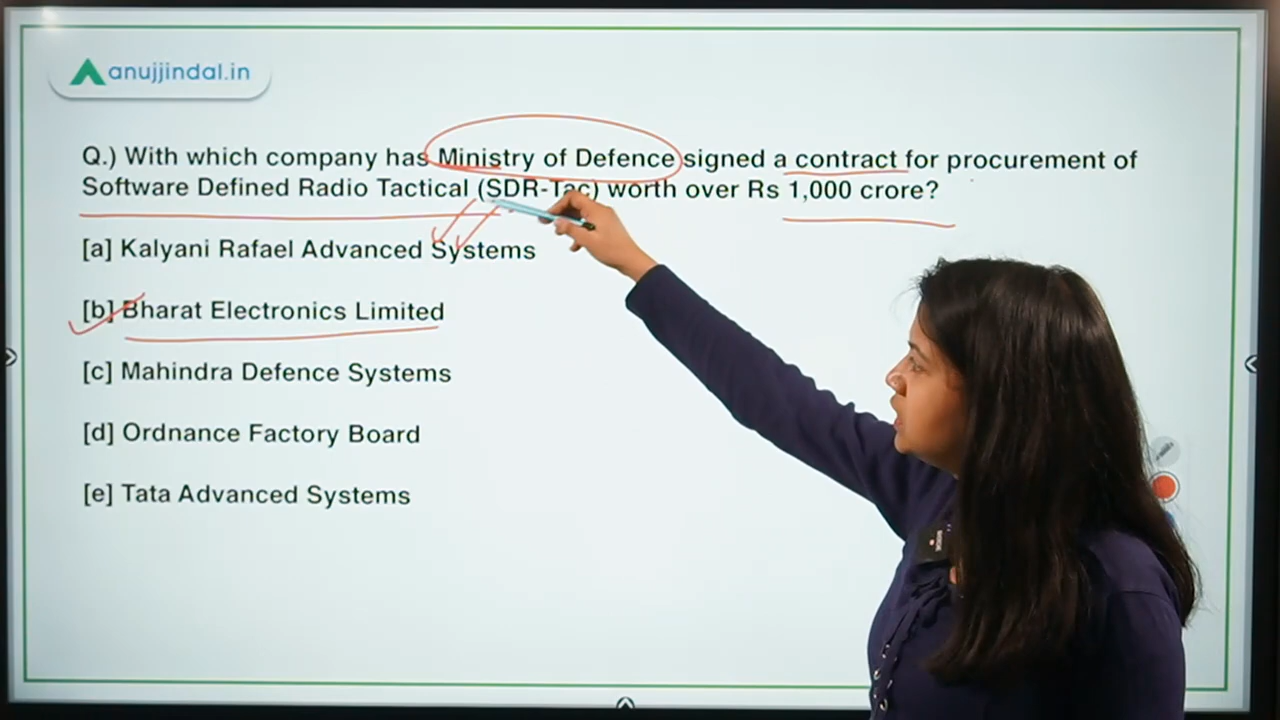 anujjindal.in
Q.) With which company has Ministry of Defence signed a contract for procurement of
Software Defined Radio Tactical (SDR-Tac) worth over Rs 1,000 crore?
[a] Kalyani Rafael Advanced Systems
[b] Bharat Electronics Limited
[c] Mahindra Defence Systems
[d] Ordnance Factory Board
[e] Tata Advanced Systems